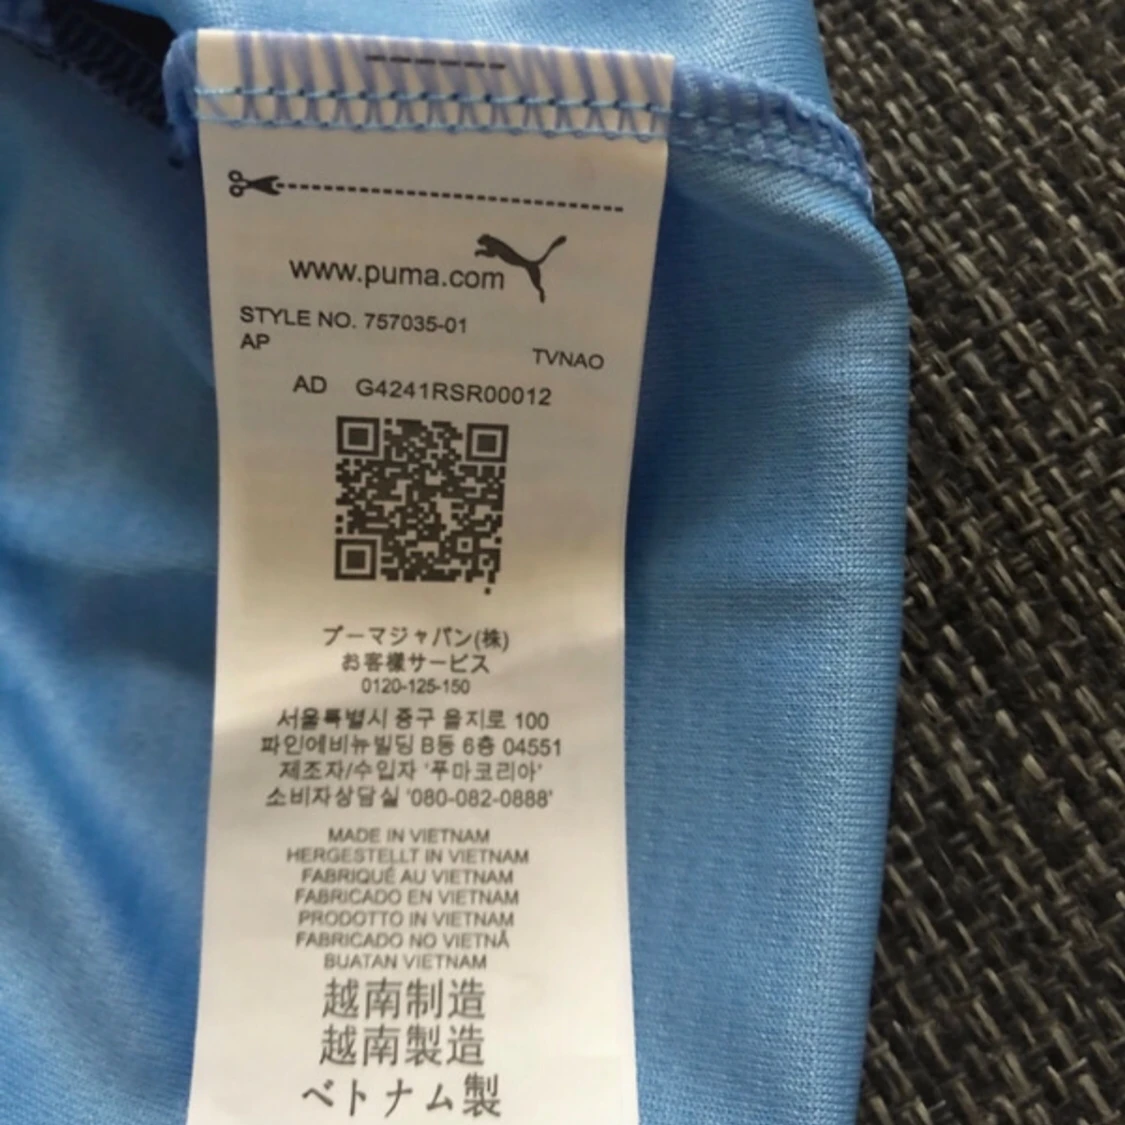 www.puma.com
STYLE NO. 757035-01
AP
TVNAO
AD G4241RSR00012
プーマジャパン(株)
お客様サービス
0120-125-150
서울특별시 중구 을지로 100
파인에비뉴빌딩 B동 6층 04551
제조자/수입자 '푸마코리아'
소비자상담실 '080-082-0888'
MADE IN VIETNAM
HERGESTELLT IN VIETNAM
FABRIQUÉ AU VIETNAM
FABRICADO EN VIETNAM
PRODOTTO IN VIETNAM
FABRICADO NO VIETNÃ
BUATAN VIETNAM
越南制造
越南製造
ベトナム製